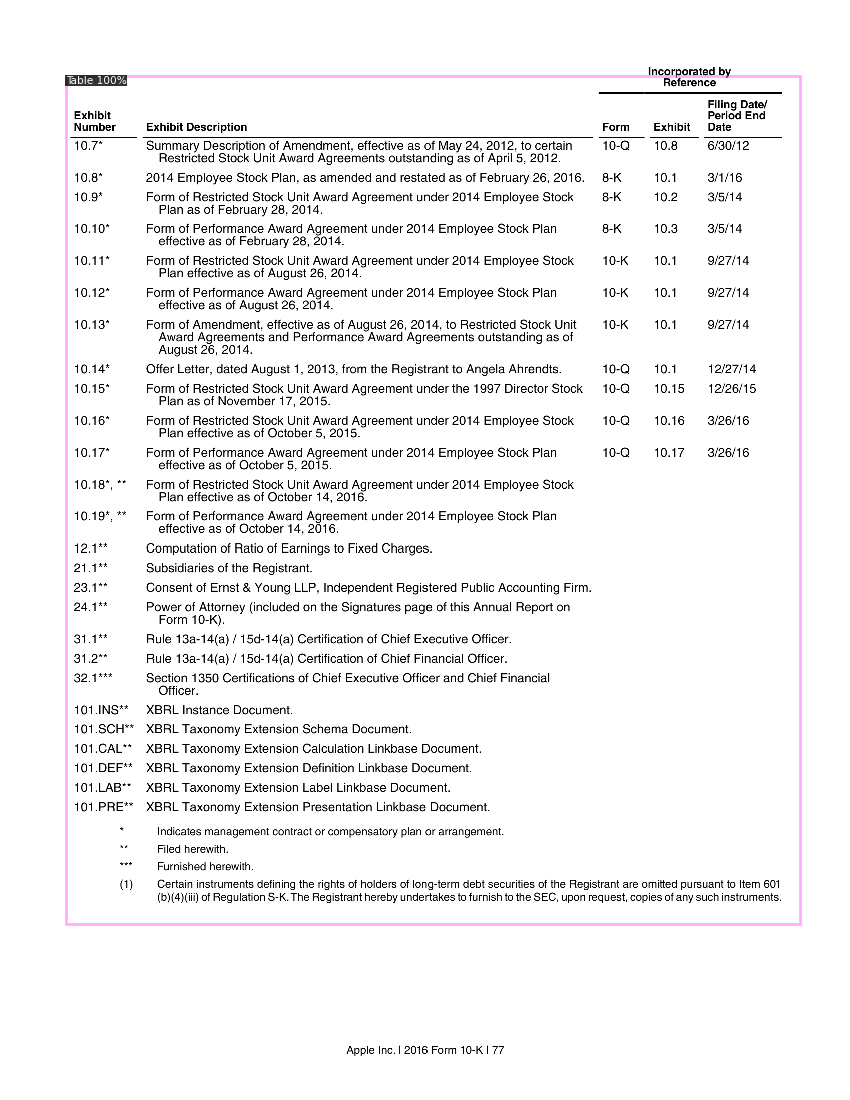 Table 100%
Incorporated by
Reference
Exhibit
Number
Exhibit Description
Form
Exhibit
Filing Date/
Period End
Date
10.7* Summary Description of Amendment, effective as of May 24, 2012, to certain 10-Q 10.8 6/30/12
Restricted Stock Unit Award Agreements outstanding as of April 5, 2012.
10.8* 2014 Employee Stock Plan, as amended and restated as of February 26, 2016. 8-K 10.1 3/1/16
10.9* Form of Restricted Stock Unit Award Agreement under 2014 Employee Stock 8-K 10.2 3/5/14
Plan as of February 28, 2014.
10.10* Form of Performance Award Agreement under 2014 Employee Stock Plan 8-K 10.3 3/5/14
effective as of February 28, 2014.
10.11* Form of Restricted Stock Unit Award Agreement under 2014 Employee Stock 10-K 10.1 9/27/14
Plan effective as of August 26, 2014.
10.12* Form of Performance Award Agreement under 2014 Employee Stock Plan 10-K 10.1 9/27/14
effective as of August 26, 2014.
10.13* Form of Amendment, effective as of August 26, 2014, to Restricted Stock Unit 10-K 10.1 9/27/14
Award Agreements and Performance Award Agreements outstanding as of
August 26, 2014.
10.14* Offer Letter, dated August 1, 2013, from the Registrant to Angela Ahrendts. 10-Q 10.1 12/27/14
10.15* Form of Restricted Stock Unit Award Agreement under the 1997 Director Stock 10-Q 10.15 12/26/15
Plan as of November 17, 2015.
10.16* Form of Restricted Stock Unit Award Agreement under 2014 Employee Stock 10-Q 10.16 3/26/16
Plan effective as of October 5, 2015.
10.17* Form of Performance Award Agreement under 2014 Employee Stock Plan 10-Q 10.17 3/26/16
effective as of October 5, 2015.
10.18*, ** Form of Restricted Stock Unit Award Agreement under 2014 Employee Stock
Plan effective as of October 14, 2016.
10.19*, ** Form of Performance Award Agreement under 2014 Employee Stock Plan
effective as of October 14, 2016.
12.1** Computation of Ratio of Earnings to Fixed Charges.
21.1** Subsidiaries of the Registrant.
23.1** Consent of Ernst & Young LLP, Independent Registered Public Accounting Firm.
24.1** Power of Attorney (included on the Signatures page of this Annual Report on
Form 10-K).
31.1** Rule 13a-14(a) / 15d-14(a) Certification of Chief Executive Officer.
31.2** Rule 13a-14(a) / 15d-14(a) Certification of Chief Financial Officer.
32.1*** Section 1350 Certifications of Chief Executive Officer and Chief Financial
Officer.
101.INS** XBRL Instance Document.
101.SCH** XBRL Taxonomy Extension Schema Document.
101.CAL** XBRL Taxonomy Extension Calculation Linkbase Document.
101.DEF** XBRL Taxonomy Extension Definition Linkbase Document.
101.LAB** XBRL Taxonomy Extension Label Linkbase Document.
101.PRE** XBRL Taxonomy Extension Presentation Linkbase Document.
* Indicates management contract or compensatory plan or arrangement.
** Filed herewith.
*** Furnished herewith.
(1) Certain instruments defining the rights of holders of long-term debt securities of the Registrant are omitted pursuant to Item 601
(b)(4)(iii) of Regulation S-K. The Registrant hereby undertakes to furnish to the SEC, upon request, copies of any such instruments.
Apple Inc. | 2016 Form 10-K | 77